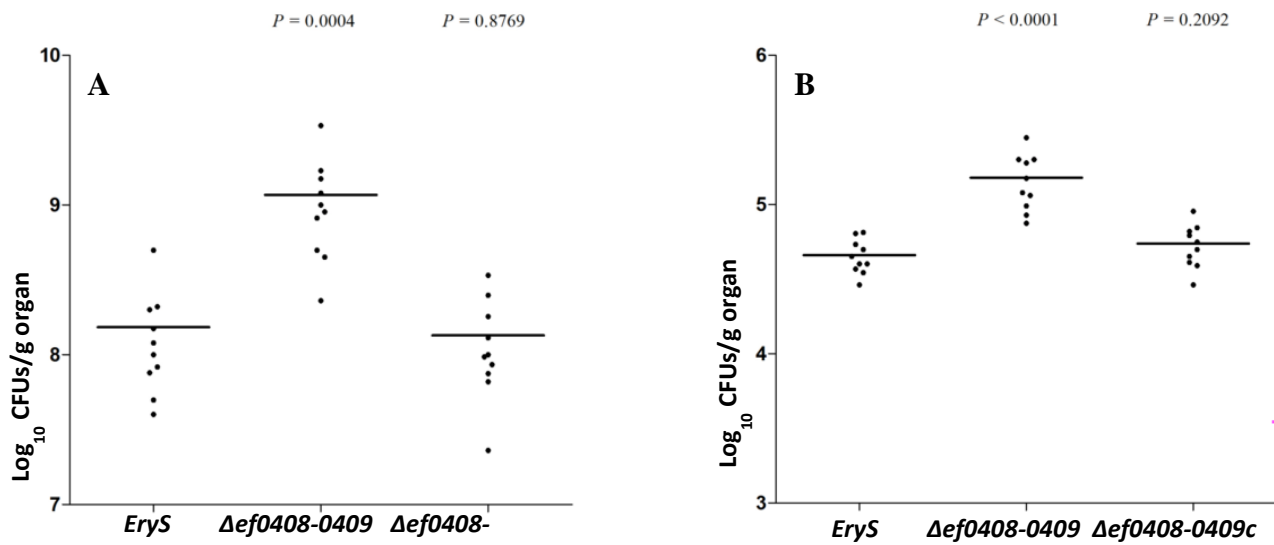 P = 0.0004 P = 0.8769
A
10
9
8
7
Log10 CFUs/g organ
EryS Δef0408-0409 Δef0408-
P < 0.0001 P = 0.2092
B
6
5
4
3
Log10 CFUs/g organ
EryS Δef0408-0409 Δef0408-0409c